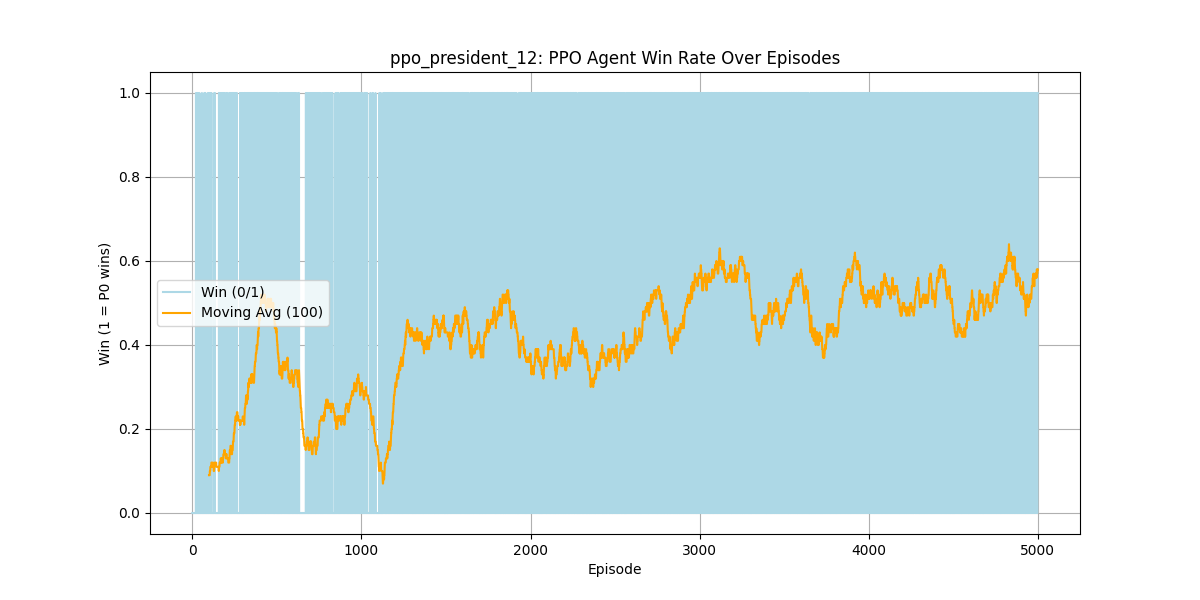 ppo_president_12: PPO Agent Win Rate Over Episodes
Win (1 = P0 wins)
1.0
0.8
0.6
0.4
0.2
0.0
Win (0/1)
Moving Avg (100)
0
1000
2000
3000
4000
5000
Episode